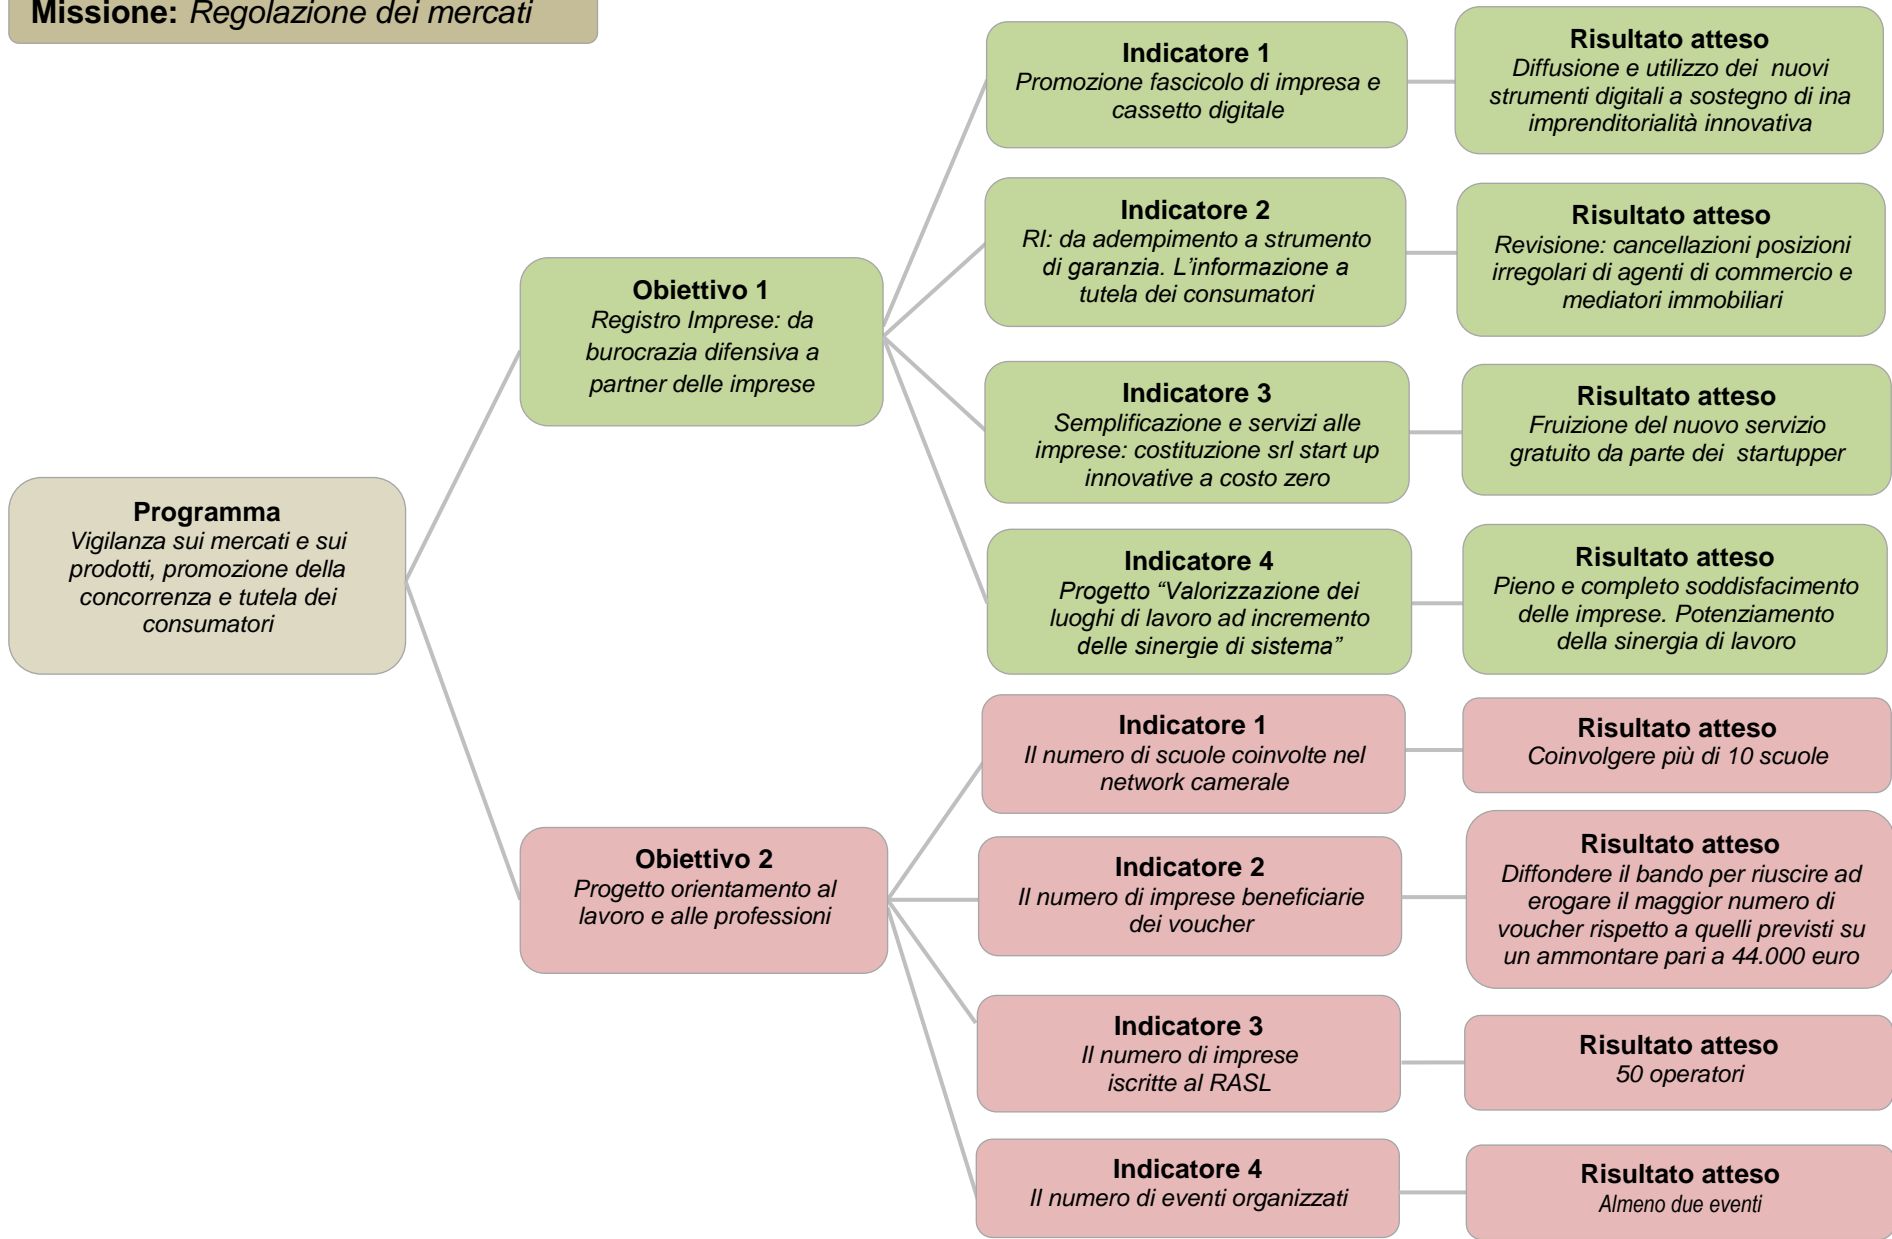 Missione: Regolazione dei mercati
Programma
Vigilanza sui mercati e sui
prodotti, promozione della
concorrenza e tutela dei
consumatori
Obiettivo 1
Registro Imprese: da
burocrazia difensiva a
partner delle imprese
Indicatore 1
Promozione fascicolo di impresa e
cassetto digitale
Risultato atteso
Diffusione e utilizzo dei nuovi
strumenti digitali a sostegno di ina
imprenditorialità innovativa
Indicatore 2
RI: da adempimento a strumento
di garanzia. L'informazione a
tutela dei consumatori
Risultato atteso
Revisione: cancellazioni posizioni
irregolari di agenti di commercio e
mediatori immobiliari
Indicatore 3
Semplificazione e servizi alle
imprese: costituzione srl start up
innovative a costo zero
Risultato atteso
Fruizione del nuovo servizio
gratuito da parte dei startupper
Indicatore 4
Progetto “Valorizzazione dei
luoghi di lavoro ad incremento
delle sinergie di sistema”
Risultato atteso
Pieno e completo soddisfacimento
delle imprese. Potenziamento
della sinergia di lavoro
Obiettivo 2
Progetto orientamento al
lavoro e alle professioni
Indicatore 1
Il numero di scuole coinvolte nel
network camerale
Risultato atteso
Coinvolgere più di 10 scuole
Indicatore 2
Il numero di imprese beneficiarie
dei voucher
Risultato atteso
Diffondere il bando per riuscire ad
erogare il maggior numero di
voucher rispetto a quelli previsti su
un ammontare pari a 44.000 euro
Indicatore 3
Il numero di imprese
iscritte al RASL
Risultato atteso
50 operatori
Indicatore 4
Il numero di eventi organizzati
Risultato atteso
Almeno due eventi